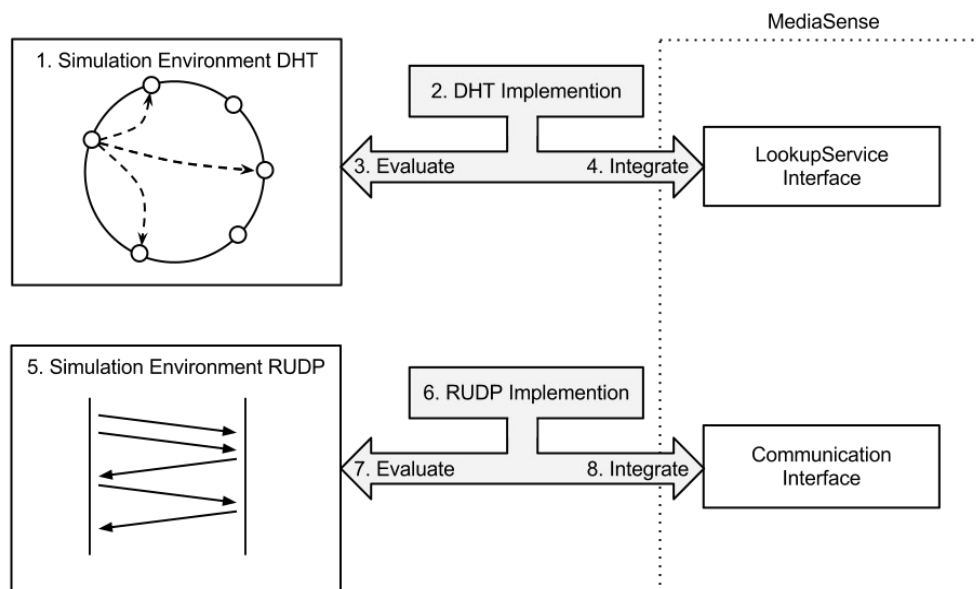 MediaSense
1. Simulation Environment DHT
2. DHT Implemention
3. Evaluate
4. Integrate
LookupService
Interface
5. Simulation Environment RUDP
6. RUDP Implemention
7. Evaluate
8. Integrate
Communication
Interface